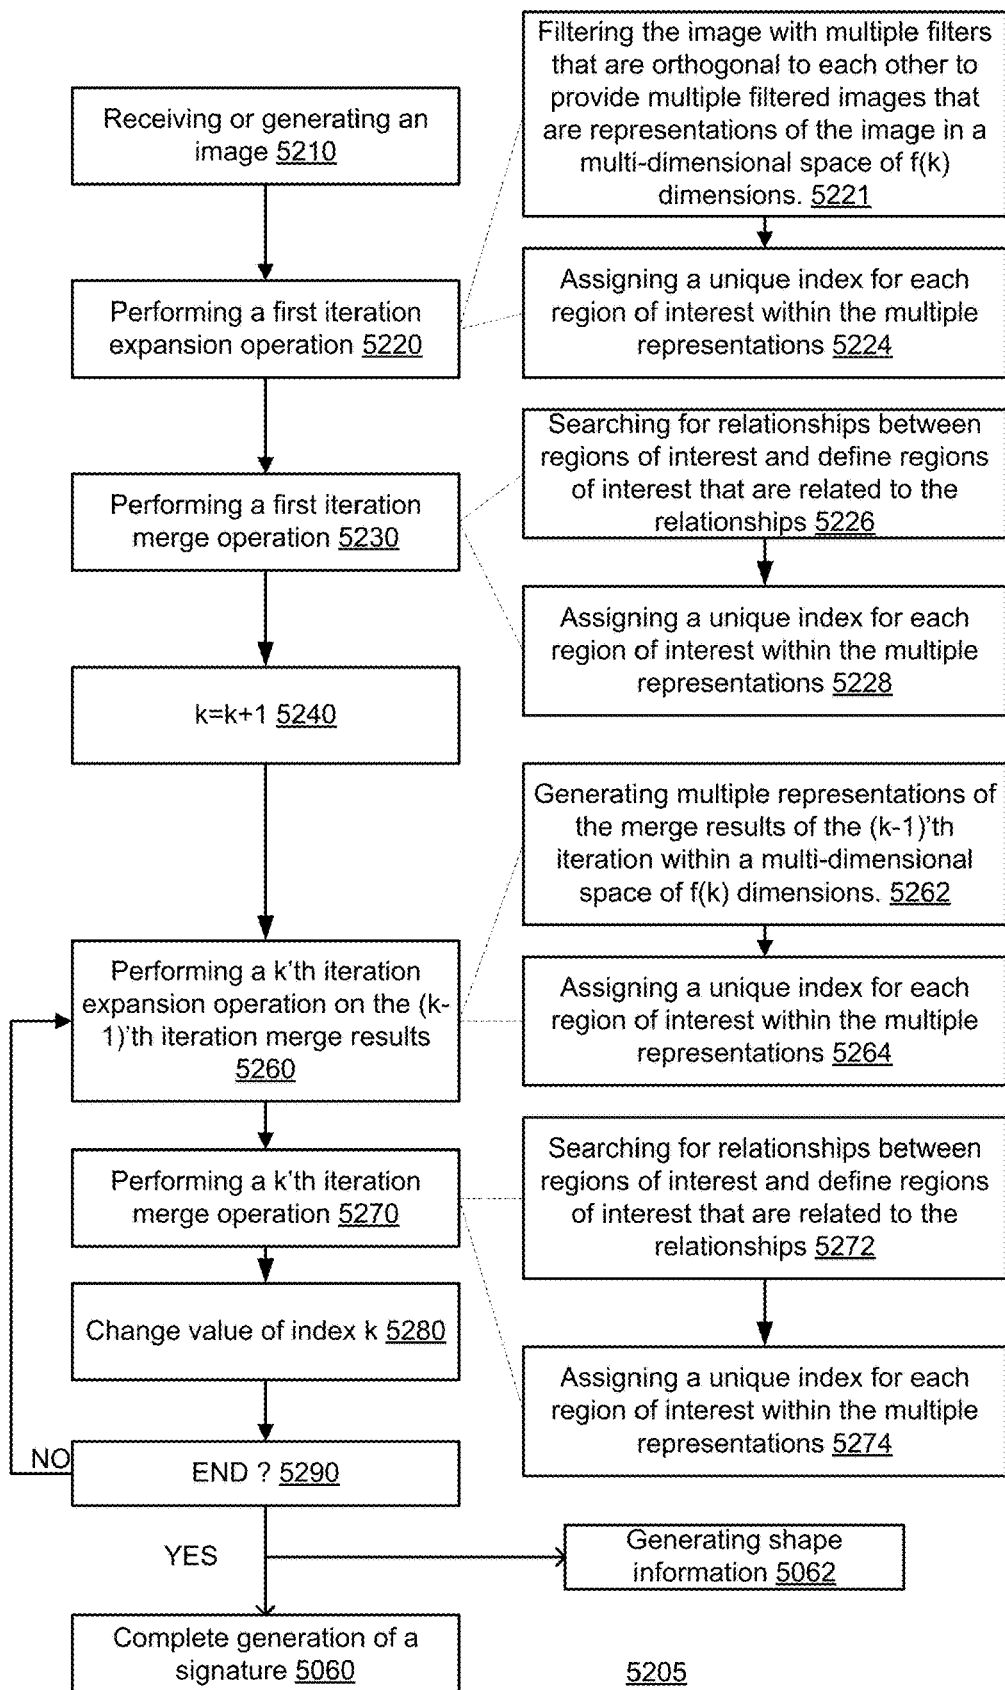 Receiving or generating an
image 5210
Filtering the image with multiple filters
that are orthogonal to each other to
provide multiple filtered images that
are representations of the image in a
multi-dimensional space of f(k)
dimensions. 5221
Performing a first iteration
expansion operation 5220
Assigning a unique index for each
region of interest within the multiple
representations 5224
Performing a first iteration
merge operation 5230
Searching for relationships between
regions of interest and define regions
of interest that are related to the
relationships 5226
Assigning a unique index for each
region of interest within the multiple
representations 5228
k=k+1 5240
Generating multiple representations of
the merge results of the (k-1)'th
iteration within a multi-dimensional
space of f(k) dimensions. 5262
Performing a k'th iteration
expansion operation on the (k-
1)'th iteration merge results
5260
Assigning a unique index for each
region of interest within the multiple
representations 5264
Performing a k'th iteration
merge operation 5270
Searching for relationships between
regions of interest and define regions
of interest that are related to the
relationships 5272
Change value of index k 5280
Assigning a unique index for each
region of interest within the multiple
representations 5274
NO
END ? 5290
YES
Generating shape
information 5062
Complete generation of a
signature 5060
5205